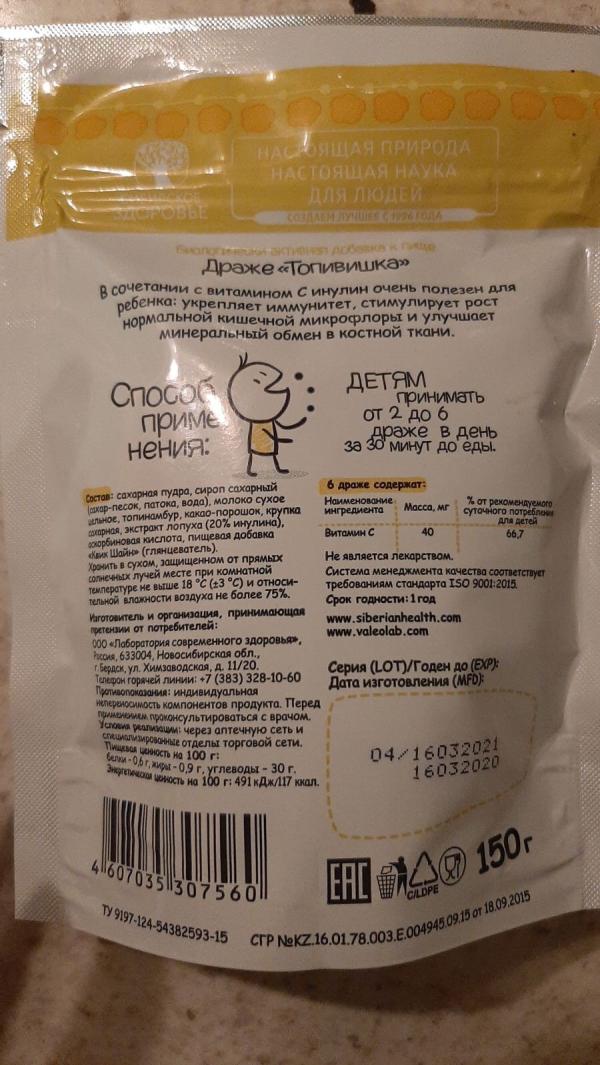 НАСТОЯЩАЯ ПРИРОДА
НАСТОЯЩАЯ НАУКА
ДЛЯ ЛЮДЕЙ
СОЗДАЕМ ЛУЧШЕЕ С 1996 ГОДА
ЗДОРОВЬЕ
Биологически активная добавка к пище
Драже «Топивишка»
В сочетании с витамином С инулин очень полезен для
ребенка: укрепляет иммунитет, стимулирует рост
нормальной кишечной микрофлоры и улучшает
минеральный обмен в костной ткани.
Способ
приме
нения:
ДЕТЯМ
принимать
от 2 до 6
драже в день
за 30 минут до еды.
Состав: сахарная пудра, сироп сахарный
(сахар-песок, патока, вода), молоко сухое
цельное, топинамбур, какао-порошок, крупка
сахарная, экстракт лопуха (20% инулина),
аскорбиновая кислота, пищевая добавка
«Квик Шайн» (глянцеватель).
Хранить в сухом, защищенном от прямых
солнечных лучей месте при комнатной
температуре не выше 18 °С (±3 °С) и относи-
тельной влажности воздуха не более 75%.
Изготовитель и организация, принимающая
претензии от потребителей:
ООО «Лаборатория современного здоровья»,
Россия, 633004, Новосибирская обл.,
г. Бердск, ул. Химзаводская, д. 11/20.
Телефон горячей линии: +7 (383) 328-10-60
Противопоказания: индивидуальная
непереносимость компонентов продукта. Перед
применением проконсультироваться с врачом.
Условия реализации: через аптечную сеть и
специализированные отделы торговой сети.
Пищевая ценность на 100 г:
белки - 0,6 г, жиры - 0,9 г, углеводы - 30 г.
Энергетическая ценность на 100 г: 491 кДж/117 ккал.
6 драже содержат:
Наименование ингредиента Масса, мг % от рекомендуемого суточного потребления для детей
Витамин С 40 66,7
Не является лекарством.
Система менеджмента качества соответствует
требованиям стандарта ISO 9001:2015.
Срок годности: 1 год
www.siberianhealth.com
www.valeolab.com
Серия (LOT)/Годен до (EXP):
Дата изготовления (MFD):
04/16032021
16032020
4 607035 307560
EAC
C/LDPE
150 г
ТУ 9197-124-54382593-15
СГР №KZ.16.01.78.003.E.004945.09.15 от 18.09.2015